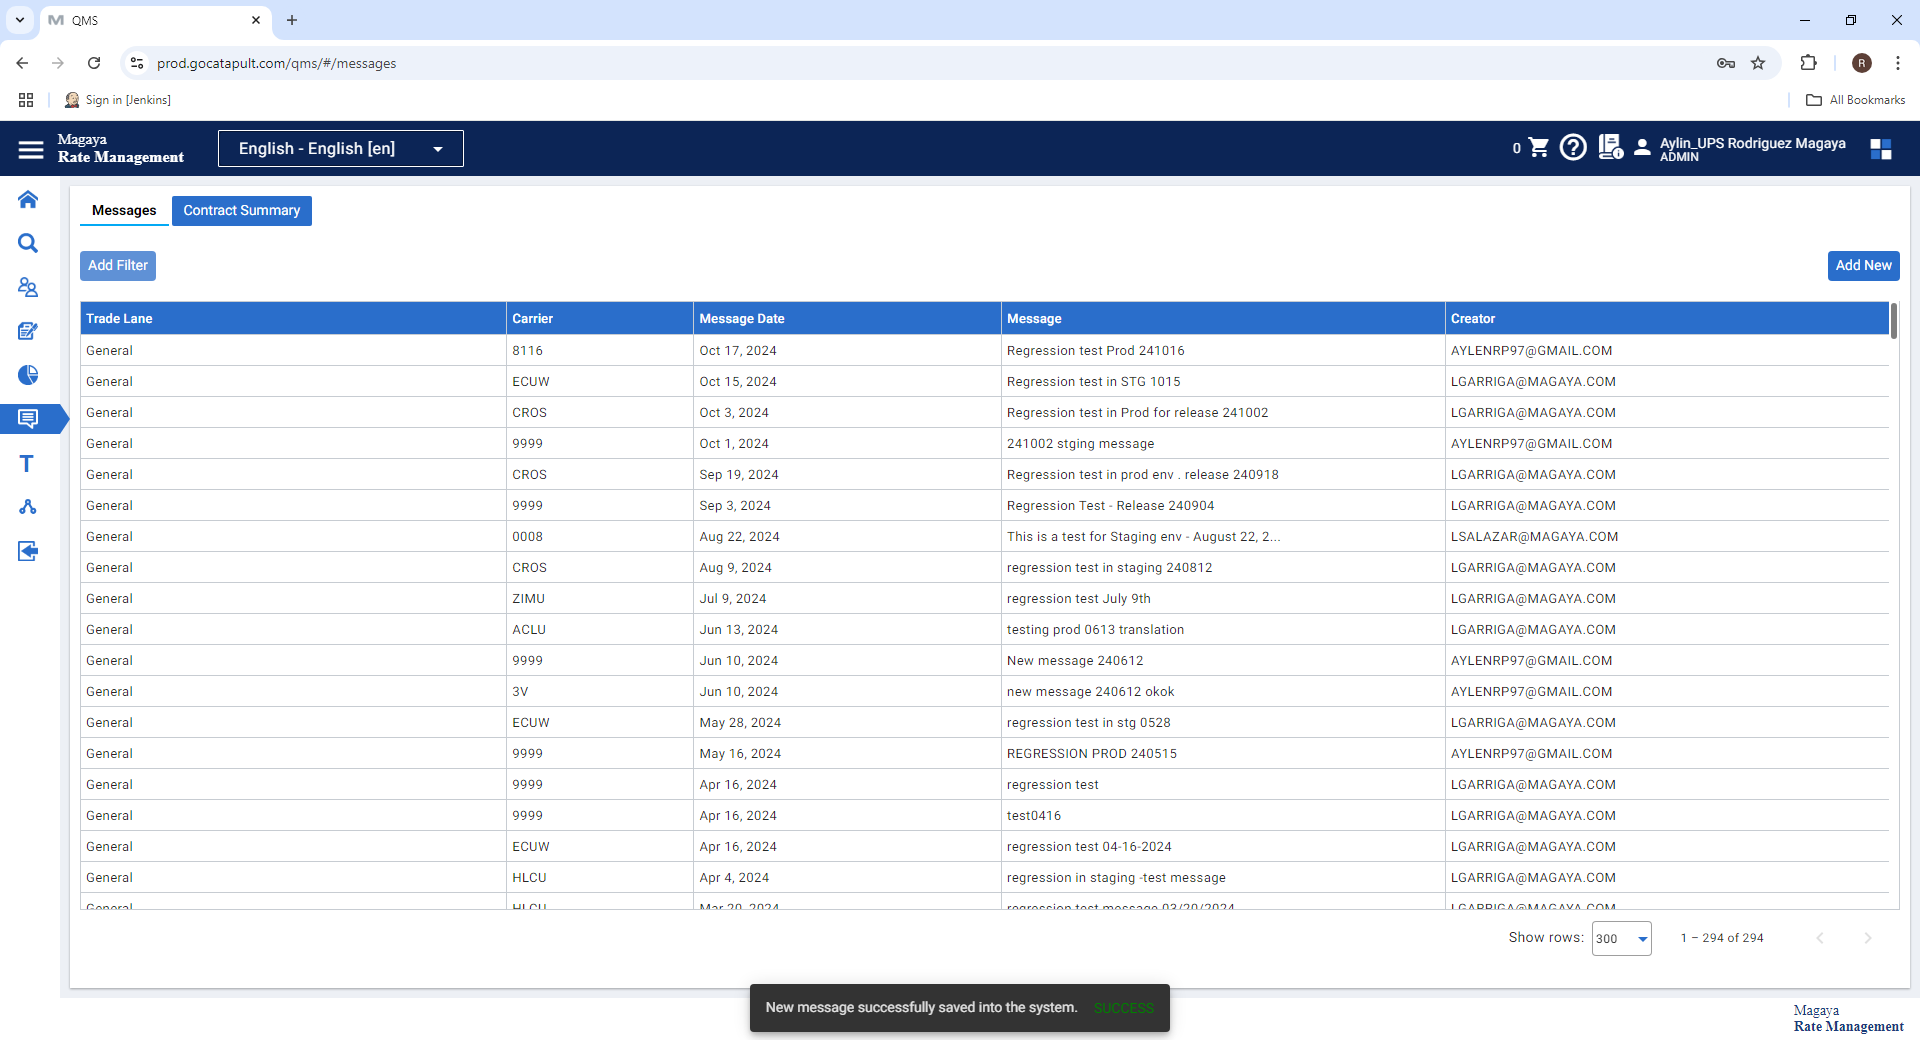 QMS
prod.gocatapult.com/qms/#/messages
R
Sign in [Jenkins]
All Bookmarks
Magaya
Rate Management
English - English [en]
0
Aylin_UPS Rodriguez Magaya
ADMIN
Messages
Contract Summary
Add Filter
Add New
Trade Lane Carrier Message Date Message Creator
General 8116 Oct 17, 2024 Regression test Prod 241016 AYLENRP97@GMAIL.COM
General ECUW Oct 15, 2024 Regression test in STG 1015 LGARRIGA@MAGAYA.COM
General CROS Oct 3, 2024 Regression test in Prod for release 241002 LGARRIGA@MAGAYA.COM
General 9999 Oct 1, 2024 241002 stging message AYLENRP97@GMAIL.COM
General CROS Sep 19, 2024 Regression test in prod env . release 240918 LGARRIGA@MAGAYA.COM
General 9999 Sep 3, 2024 Regression Test - Release 240904 LGARRIGA@MAGAYA.COM
General 0008 Aug 22, 2024 This is a test for Staging env - August 22, 2... LSALAZAR@MAGAYA.COM
General CROS Aug 9, 2024 regression test in staging 240812 LGARRIGA@MAGAYA.COM
General ZIMU Jul 9, 2024 regression test July 9th LGARRIGA@MAGAYA.COM
General ACLU Jun 13, 2024 testing prod 0613 translation LGARRIGA@MAGAYA.COM
General 9999 Jun 10, 2024 New message 240612 AYLENRP97@GMAIL.COM
General 3V Jun 10, 2024 new message 240612 okok AYLENRP97@GMAIL.COM
General ECUW May 28, 2024 regression test in stg 0528 LGARRIGA@MAGAYA.COM
General 9999 May 16, 2024 REGRESSION PROD 240515 AYLENRP97@GMAIL.COM
General 9999 Apr 16, 2024 regression test LGARRIGA@MAGAYA.COM
General 9999 Apr 16, 2024 test0416 LGARRIGA@MAGAYA.COM
General ECUW Apr 16, 2024 regression test 04-16-2024 LGARRIGA@MAGAYA.COM
General HLCU Apr 4, 2024 regression in staging -test message LGARRIGA@MAGAYA.COM
General HLCU Mar 20, 2024 regression test message 03/20/2024 LGARRIGA@MAGAYA.COM
Show rows: 300 1 – 294 of 294
New message successfully saved into the system. SUCCESS
Magaya
Rate Management